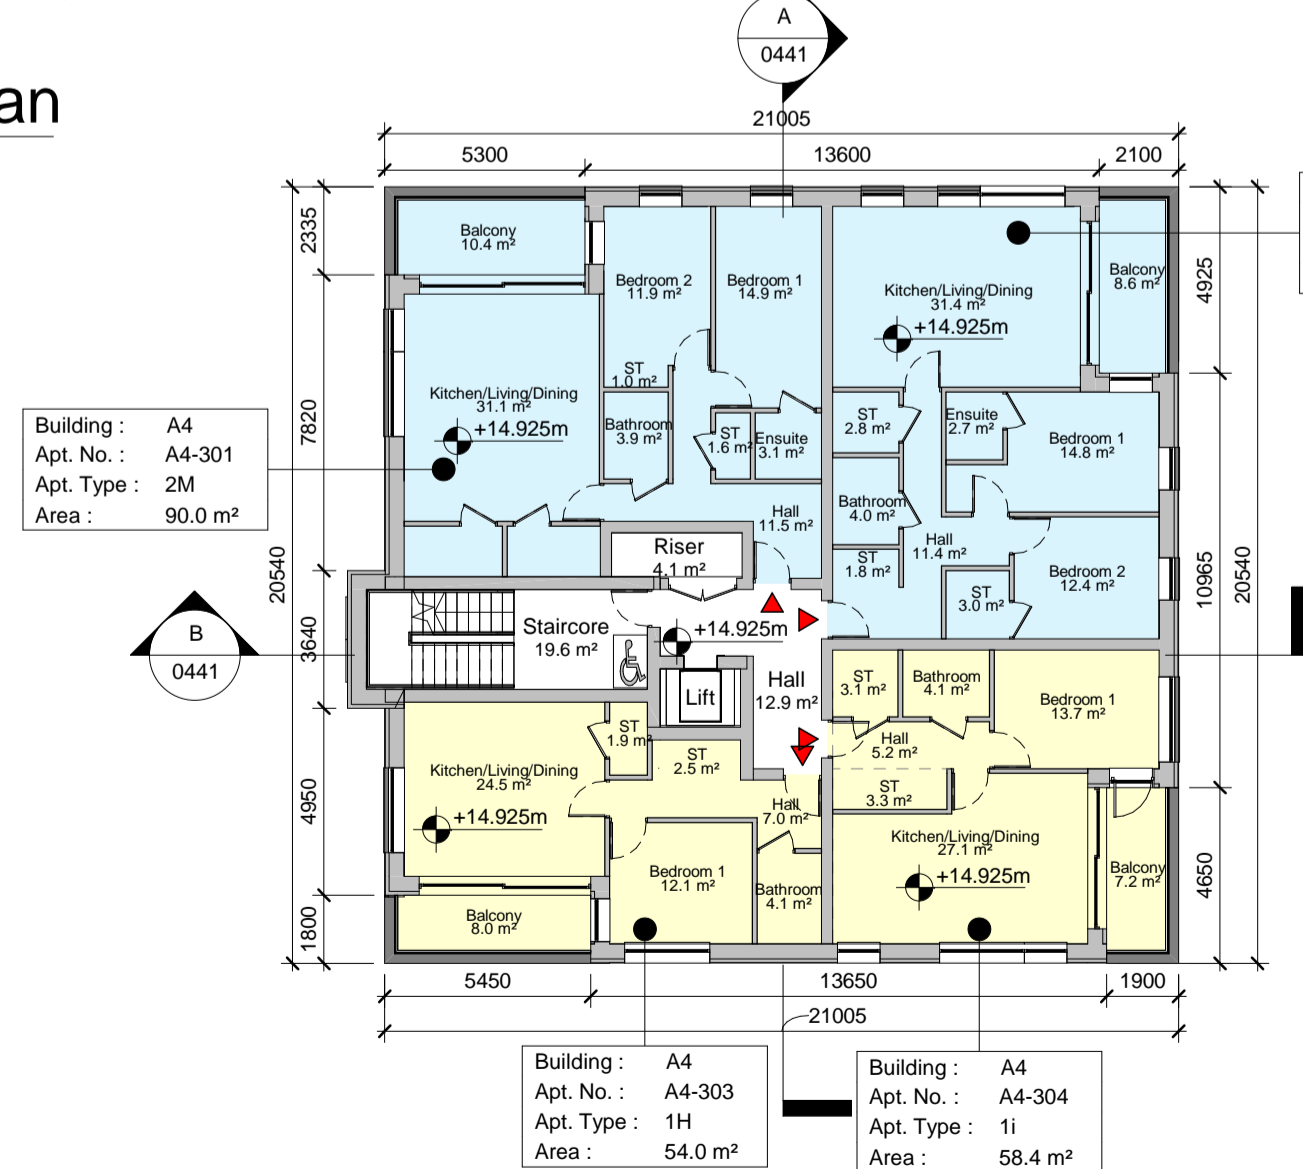 an
A
0441
21005
5300
13600
2100
2335
7820
20540
3640
4950
1800
4925
10965
20540
4650
Balcony
10.4 m²
Bedroom 2
11.9 m²
Bedroom 1
14.9 m²
Kitchen/Living/Dining
31.4 m²
+14.925m
Balcony
8.6 m²
ST
1.0 m²
Kitchen/Living/Dining
31.1 m²
+14.925m
Bathroom
3.9 m²
ST
1.6 m²
Ensuite
3.1 m²
ST
2.8 m²
Ensuite
2.7 m²
Bedroom 1
14.8 m²
Building : A4
Apt. No. : A4-301
Apt. Type : 2M
Area : 90.0 m²
Bathroom
4.0 m²
Hall
11.5 m²
Hall
11.4 m²
Riser
4.1 m²
ST
1.8 m²
Bedroom 2
12.4 m²
ST
3.0 m²
B
0441
Staircore
19.6 m²
+14.925m
Lift
Hall
12.9 m²
ST
3.1 m²
Bathroom
4.1 m²
Bedroom 1
13.7 m²
ST
1.9 m²
Hall
5.2 m²
ST
2.5 m²
Kitchen/Living/Dining
24.5 m²
+14.925m
ST
3.3 m²
Hall
7.0 m²
Kitchen/Living/Dining
27.1 m²
+14.925m
Balcony
7.2 m²
Bedroom 1
12.1 m²
Bathroom
4.1 m²
Balcony
8.0 m²
5450
13650
1900
21005
Building : A4
Apt. No. : A4-303
Apt. Type : 1H
Area : 54.0 m²
Building : A4
Apt. No. : A4-304
Apt. Type : 1i
Area : 58.4 m²